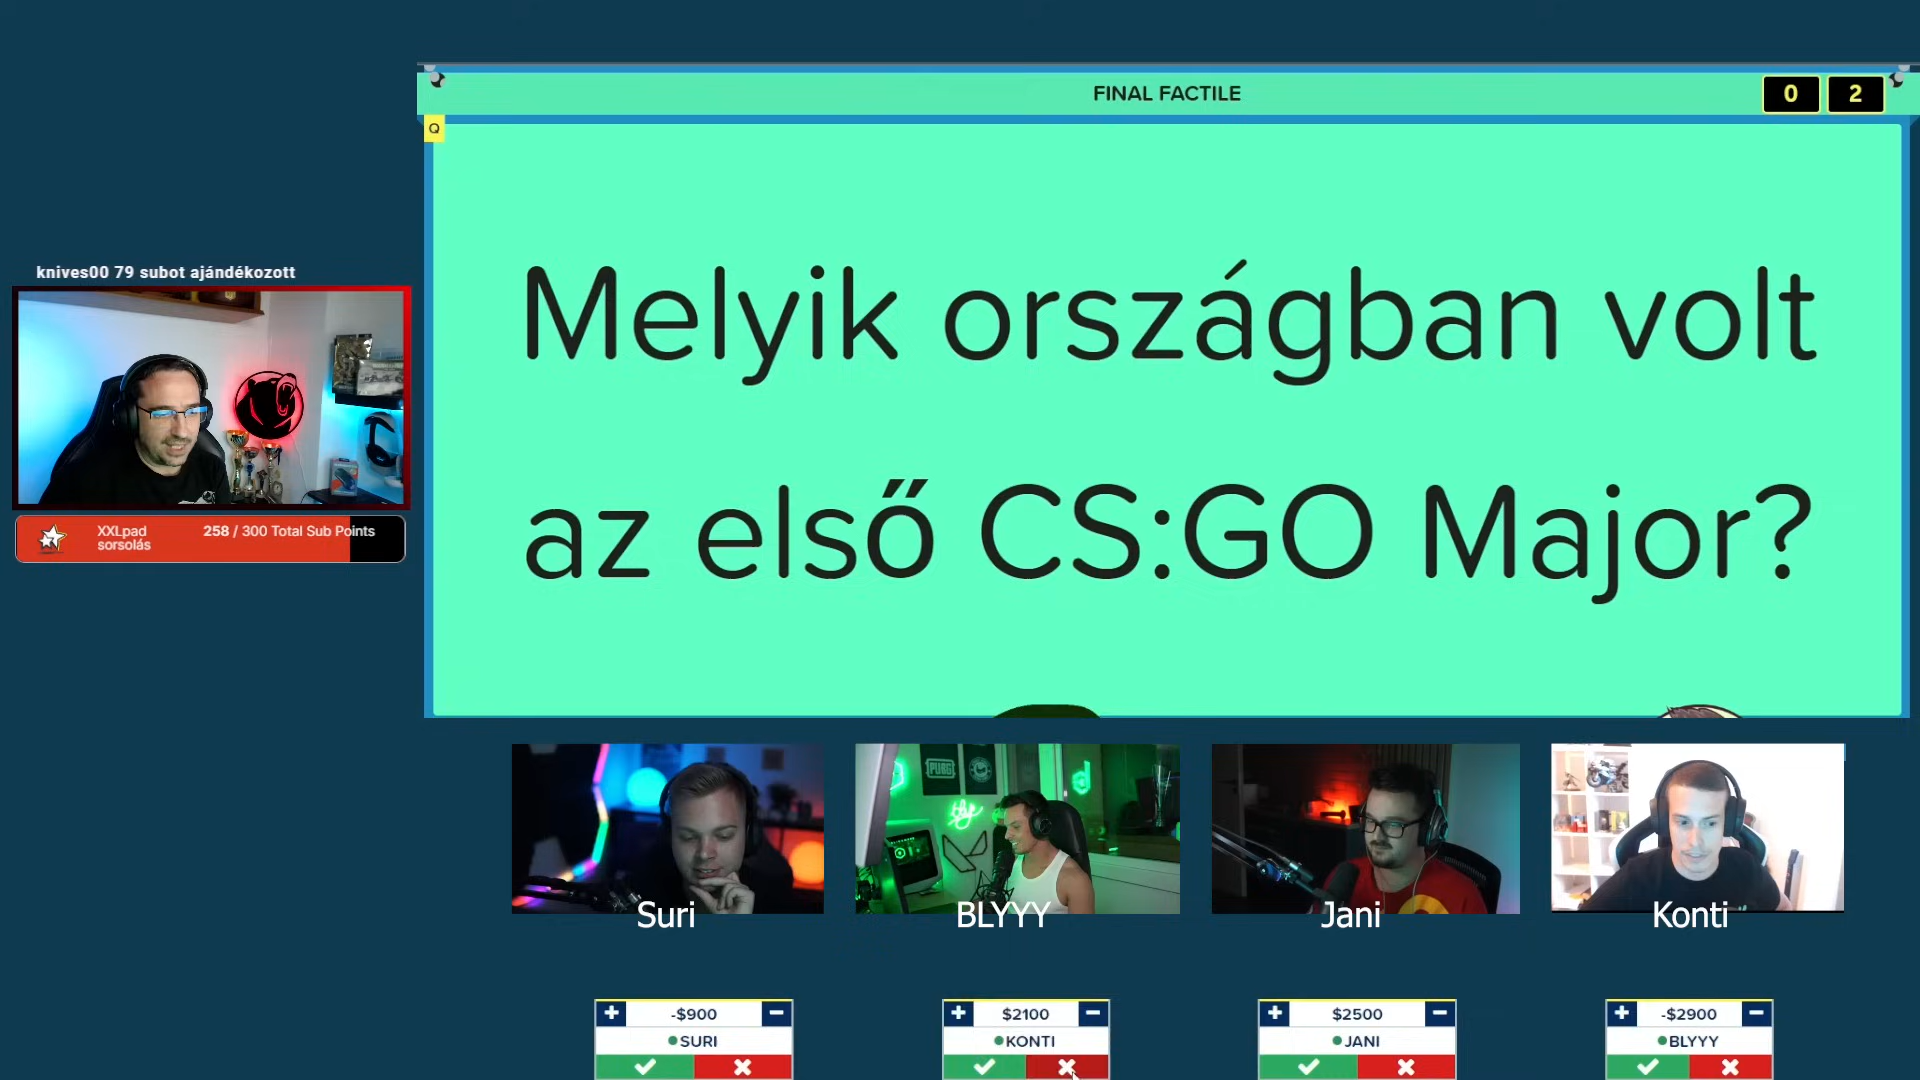 FINAL FACTILE
0 2
Q
Melyik országban volt
az első CS:GO Major?
knives00 79 subot ajándékozott
XXLpad
sorsolás
258 / 300 Total Sub Points
PUBG
Suri
BLYYY
Jani
Konti
+ -$900 −
SURI
+ $2100 −
KONTI
+ $2500 −
JANI
+ -$2900 −
BLYYY